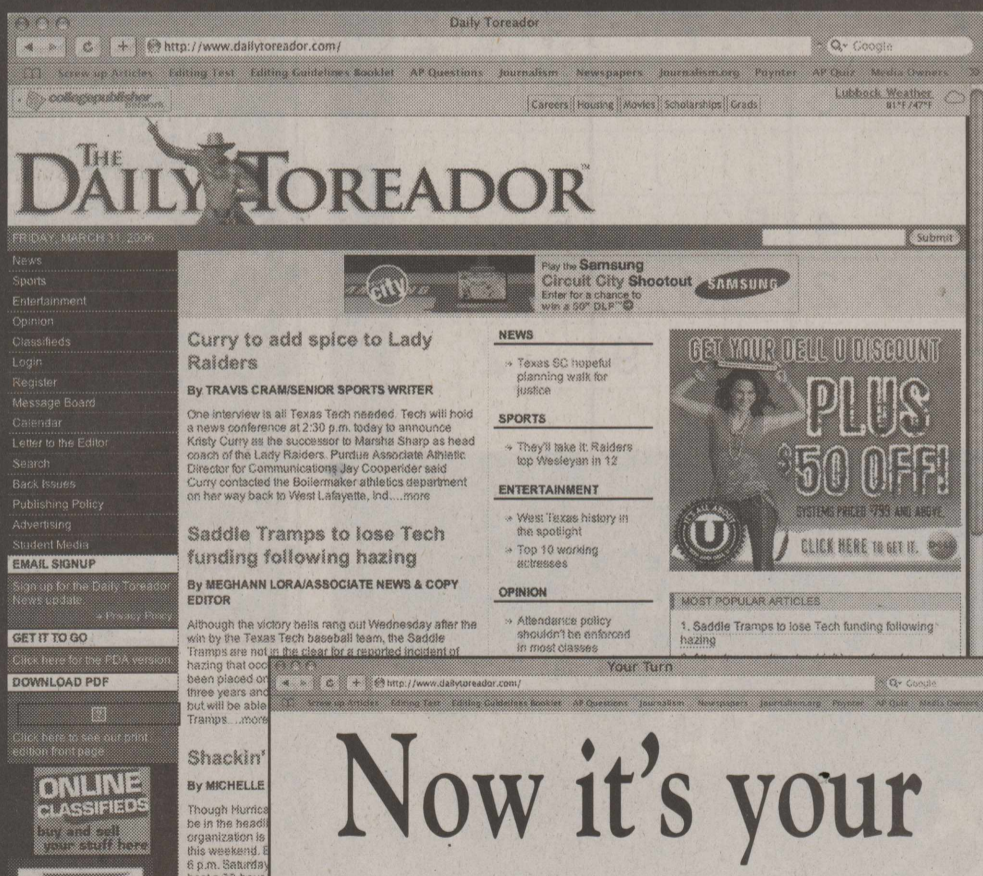 Daily Toreador
http://www.dailytoreador.com/
Google
Screw up Articles Editing Test Editing Guidelines Booklet AP Questions Journalism Newspapers Journalism.org Poynter AP Quiz Media Owners
collegepublisher
network
Careers Housing Movies Scholarships Grads
Lubbock Weather
81°F/47°F
THE
DAILY TOREADOR™
FRIDAY, MARCH 31, 2006
Submit
News
Sports
Entertainment
Opinion
Classifieds
Login
Register
Message Board
Calendar
Letter to the Editor
Search
Back Issues
Publishing Policy
Advertising
Student Media
EMAIL SIGNUP
Sign up for the Daily Toreador
News update.
» Privacy Policy
GET IT TO GO
Click here for the PDA version.
DOWNLOAD PDF
Click here to see our print
edition front page
ONLINE
CLASSIFIEDS
buy and sell
your stuff here
city
Play the Samsung
Circuit City Shootout
Enter for a chance to
win a 50" DLP™
SAMSUNG
Curry to add spice to Lady
Raiders
By TRAVIS CRAM/SENIOR SPORTS WRITER
One interview is all Texas Tech needed. Tech will hold
a news conference at 2:30 p.m. today to announce
Kristy Curry as the successor to Marsha Sharp as head
coach of the Lady Raiders. Purdue Associate Athletic
Director for Communications Jay Cooperider said
Curry contacted the Boilermaker athletics department
on her way back to West Lafayette, Ind....more
Saddle Tramps to lose Tech
funding following hazing
By MEGHANN LORA/ASSOCIATE NEWS & COPY
EDITOR
Although the victory bells rang out Wednesday after the
win by the Texas Tech baseball team, the Saddle
Tramps are not in the clear for a reported incident of
hazing that occ
been placed on
three years and
but will be able
Tramps....more
Shackin'
By MICHELLE
Though Hurrica
be in the headli
organization is
this weekend. E
6 p.m. Saturday
NEWS
» Texas SC hopeful
planning walk for
justice
SPORTS
» They'll take it: Raiders
top Wesleyan in 12
ENTERTAINMENT
» West Texas history in
the spotlight
» Top 10 working
actresses
OPINION
» Attendance policy
shouldn't be enforced
in most classes
GET YOUR DELL U DISCOUNT
PLUS
$50 OFF!
SYSTEMS PRICED $799 AND ABOVE.
U
CLICK HERE TO GET IT.
DELL
MOST POPULAR ARTICLES
1. Saddle Tramps to lose Tech funding following
hazing
Your Turn
http://www.dailytoreador.com/
Google
Screw up Articles Editing Test Editing Guidelines Booklet AP Questions Journalism Newspapers Journalism.org Poynter AP Quiz Media Owners
Now it's your